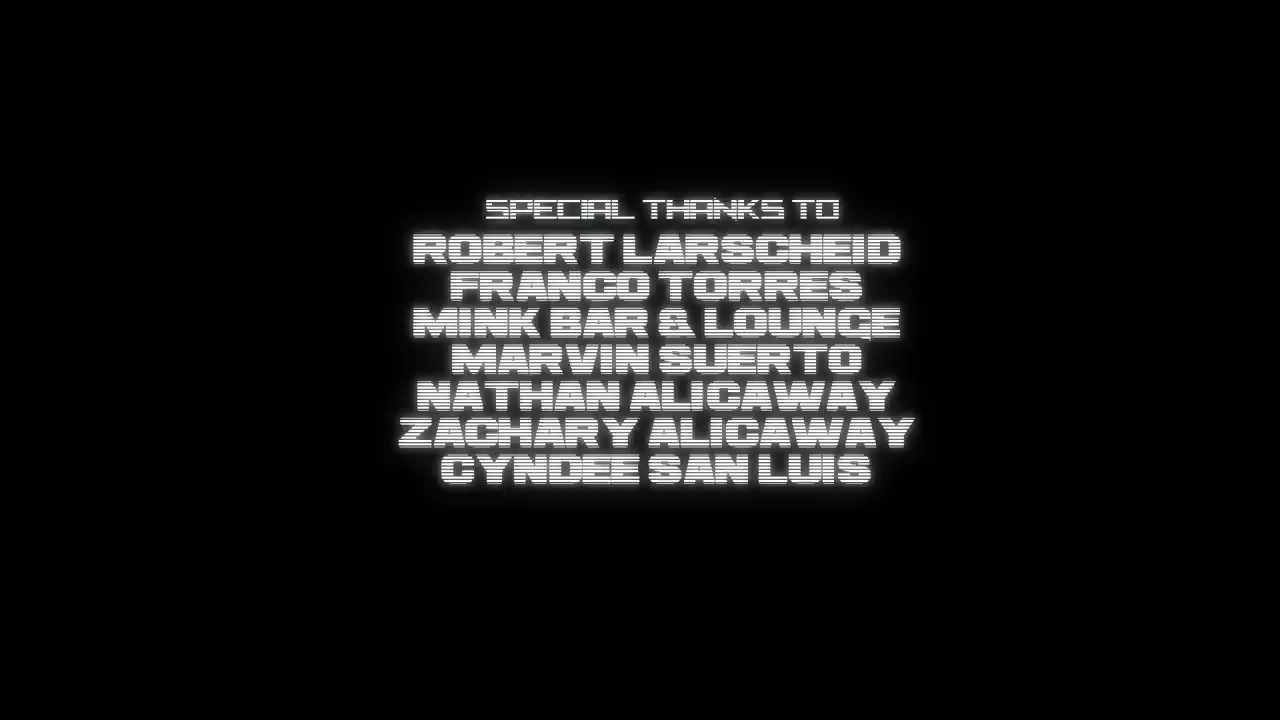 SPECIAL THANKS TO
ROBERT LARSCHEID
FRANCO TORRES
MINK BAR & LOUNGE
MARVIN SUERTO
NATHAN ALICAWAY
ZACHARY ALICAWAY
CYNDEE SAN LUIS